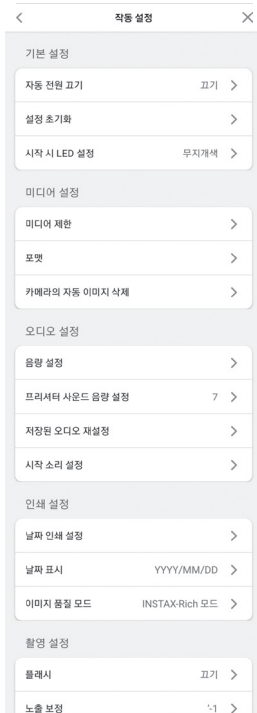 작동 설정
기본 설정
자동 전원 끄기 끄기
설정 초기화
시작 시 LED 설정 무지개색
미디어 설정
미디어 제한
포맷
카메라의 자동 이미지 삭제
오디오 설정
음량 설정
프리셔터 사운드 음량 설정 7
저장된 오디오 재설정
시작 소리 설정
인쇄 설정
날짜 인쇄 설정
날짜 표시 YYYY/MM/DD
이미지 품질 모드 INSTAX-Rich 모드
촬영 설정
플래시 끄기
노출 보정 '-1